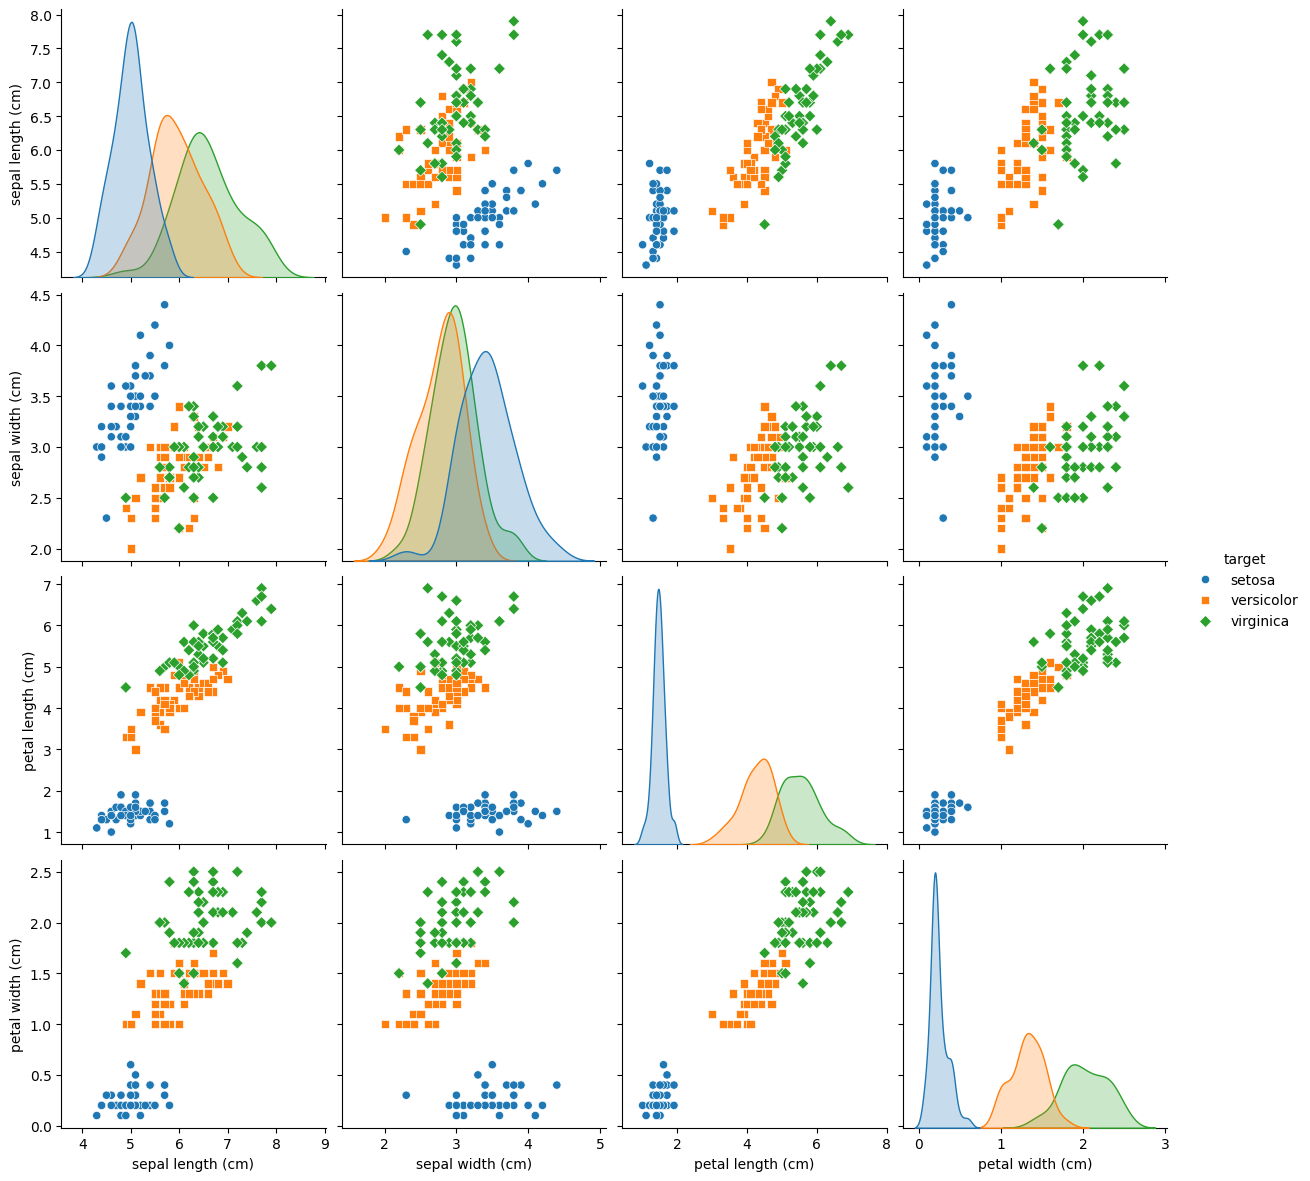 8.0
7.5
7.0
6.5
6.0
5.5
5.0
4.5
sepal length (cm)
4.5
4.0
3.5
3.0
2.5
2.0
sepal width (cm)
7
6
5
4
3
2
1
petal length (cm)
2.5
2.0
1.5
1.0
0.5
0.0
petal width (cm)
4 5 6 7 8 9
sepal length (cm)
2 3 4 5
sepal width (cm)
2 4 6 8
petal length (cm)
0 1 2 3
petal width (cm)
target
setosa
versicolor
virginica